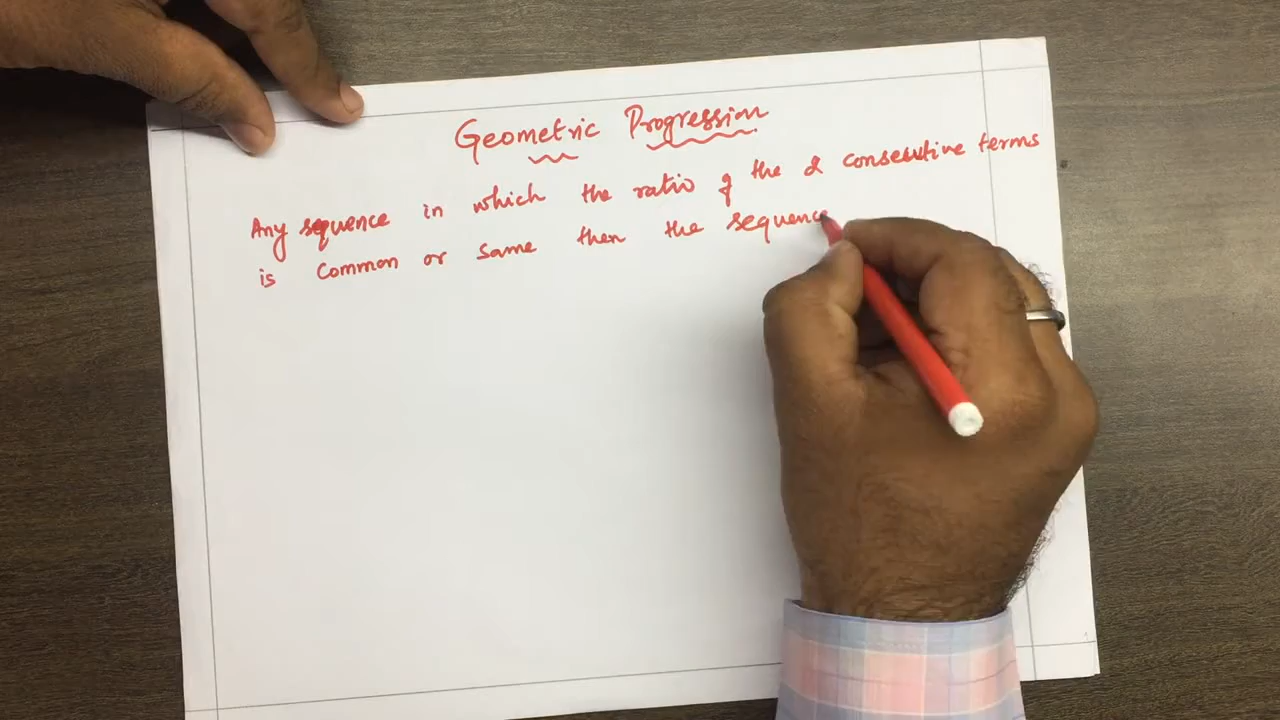 Geometric Progression
Any sequence in which the ratio of the 2 consecutive terms
is common or same then the sequenc